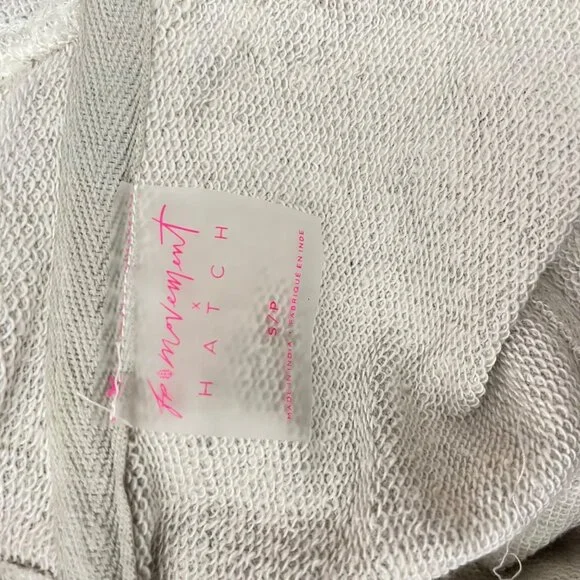 fpmovement
x
HATCH
S/P
MADE IN INDIA / FABRIQUE EN INDE